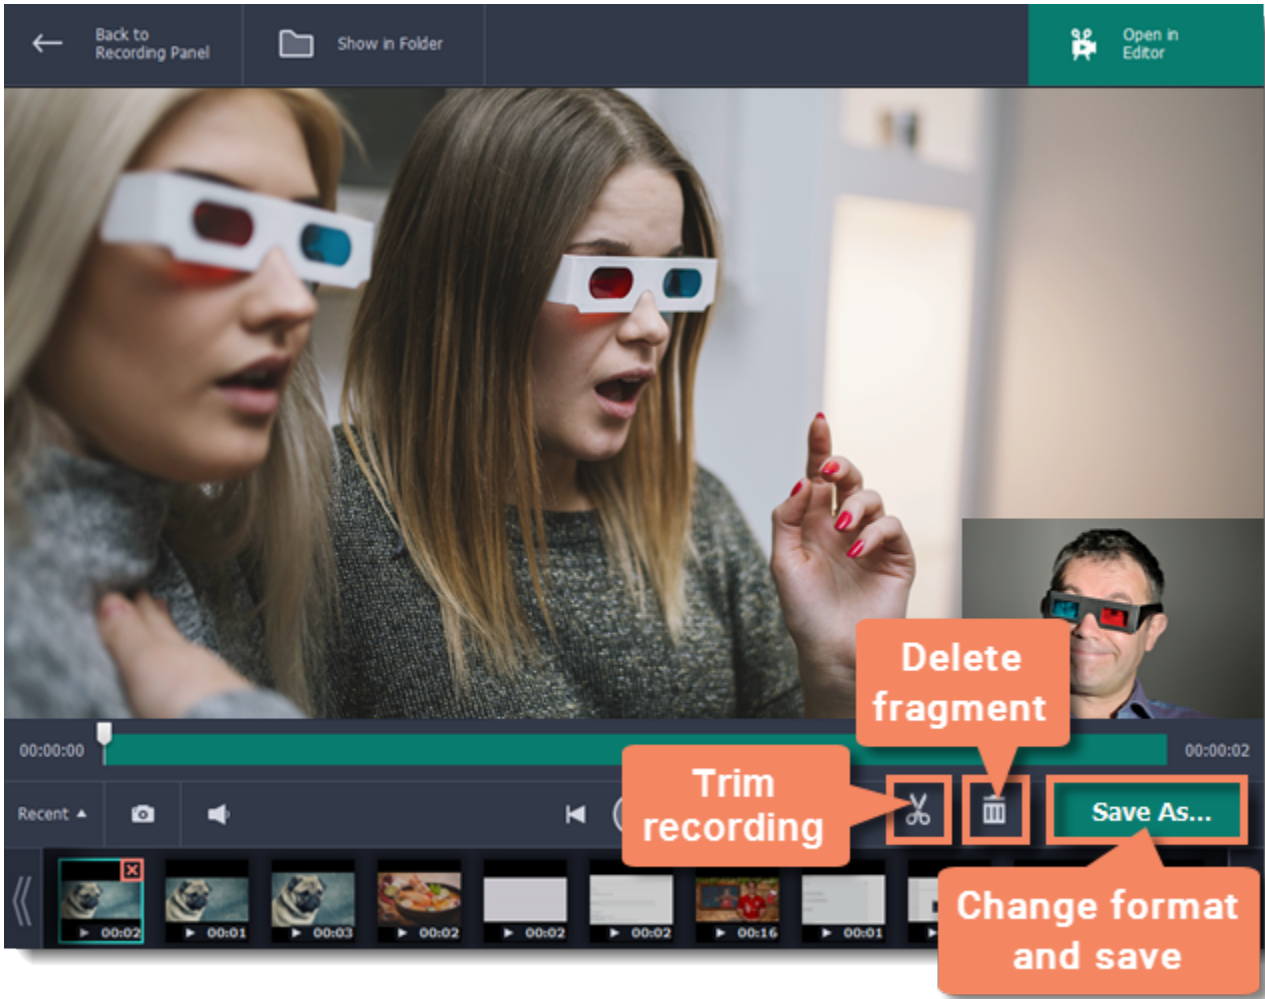 Back to
Recording Panel
Show in Folder
Open in
Editor
Delete
fragment
00:00:00
00:00:02
Trim
recording
Recent
Save As...
Change format
and save
00:02
00:01
00:03
00:02
00:02
00:02
00:16
00:01